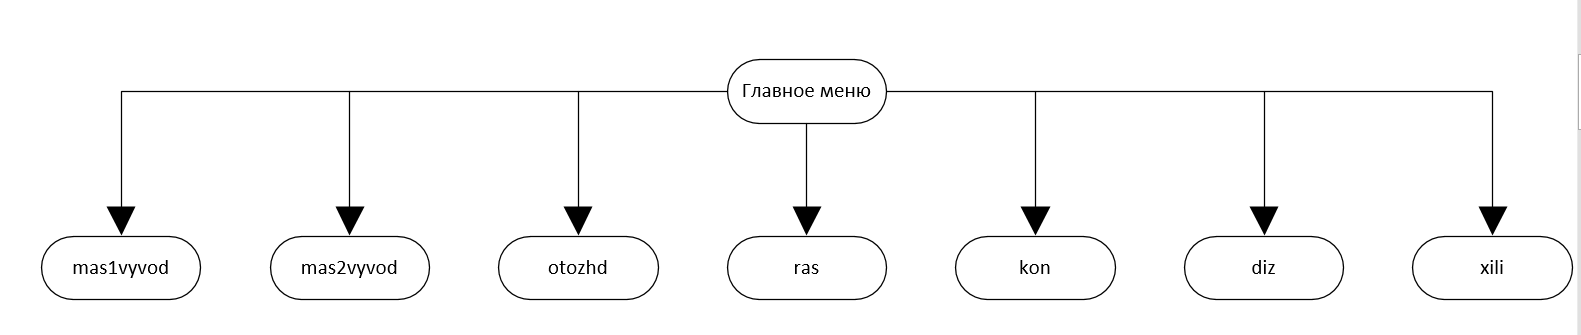 Главное меню
mas1vyvod
mas2vyvod
otozhd
ras
kon
diz
xili